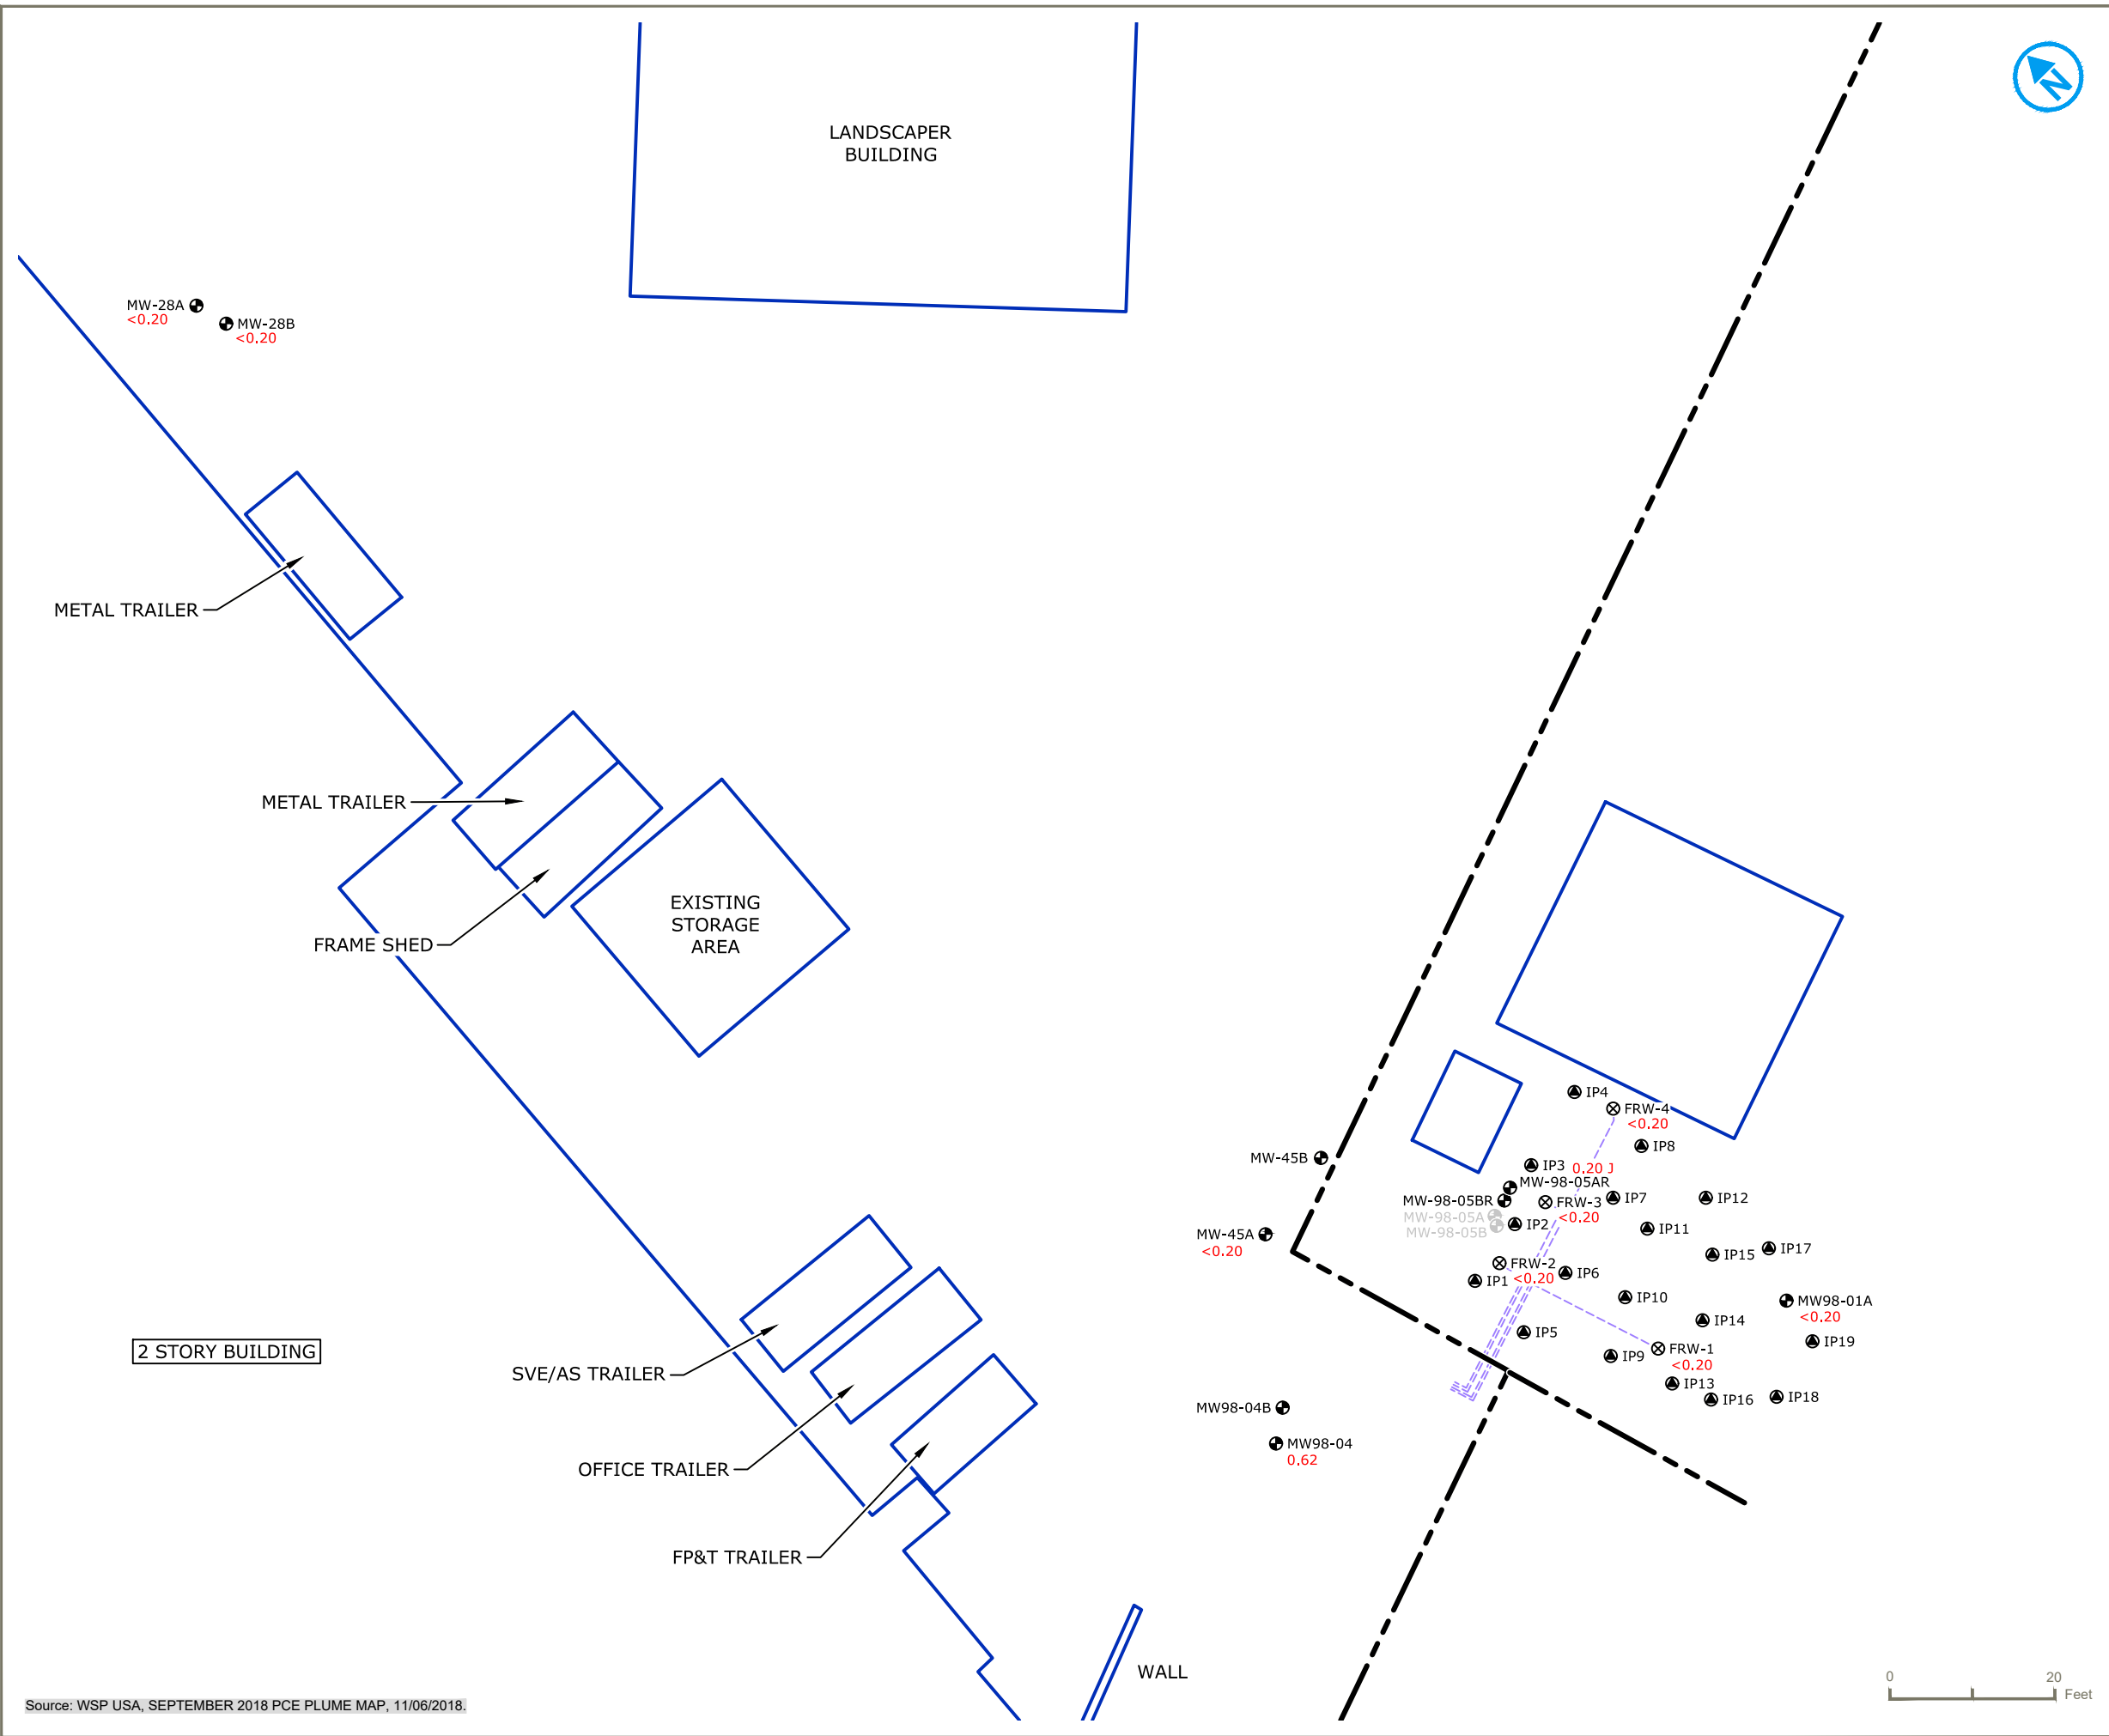 LANDSCAPER
BUILDING
N
MW-28A
<0.20
MW-28B
<0.20
METAL TRAILER
METAL TRAILER
FRAME SHED
EXISTING
STORAGE
AREA
IP4
FRW-4
<0.20
IP8
MW-45B
IP3
0.20 J
MW-98-05AR
MW-98-05BR
FRW-3
<0.20
IP7
IP12
MW-98-05A
MW-98-05B
IP2
IP11
MW-45A
<0.20
IP15
IP17
FRW-2
<0.20
IP6
IP1
IP10
MW98-01A
<0.20
IP14
IP5
IP19
IP9
FRW-1
<0.20
IP13
IP16
IP18
2 STORY BUILDING
SVE/AS TRAILER
MW98-04B
MW98-04
0.62
OFFICE TRAILER
FP&T TRAILER
WALL
0 20
Feet
Source: WSP USA, SEPTEMBER 2018 PCE PLUME MAP, 11/06/2018.